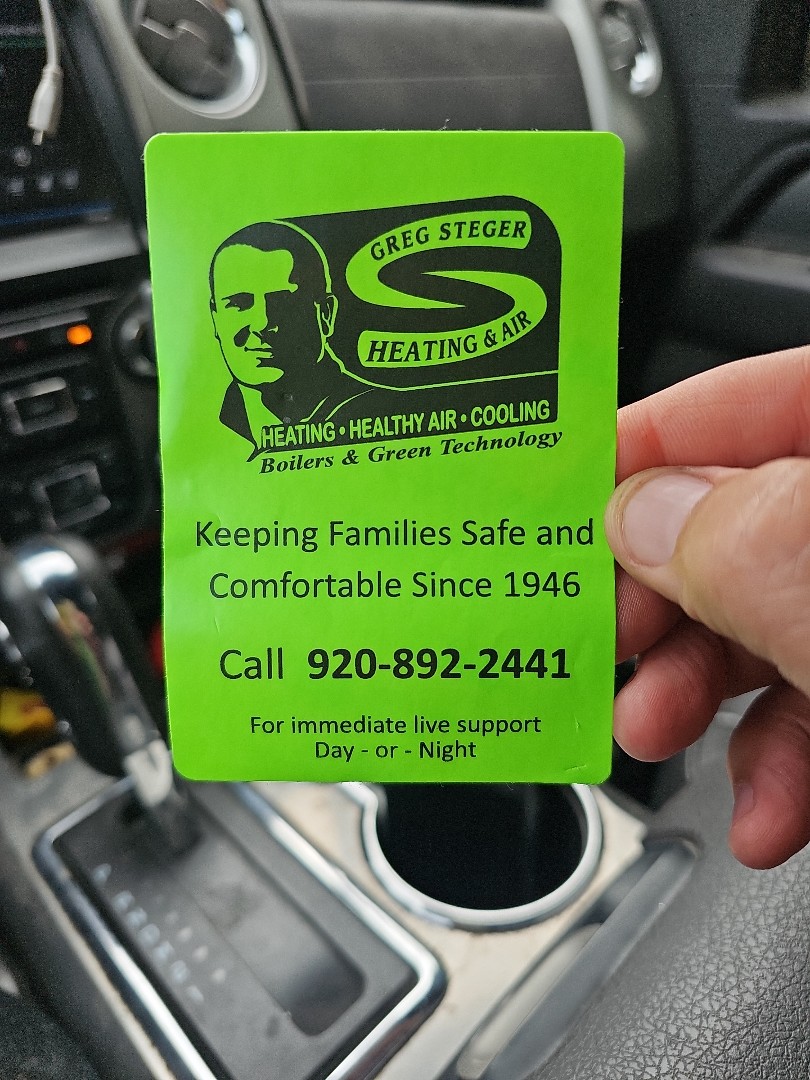 GREG STEGER
HEATING & AIR
HEATING • HEALTHY AIR • COOLING
Boilers & Green Technology
Keeping Families Safe and
Comfortable Since 1946
Call 920-892-2441
For immediate live support
Day - or - Night